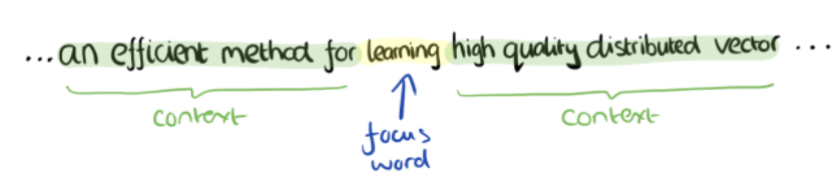 ...an efficient method for learning high quality distributed vector ...
context
context
focus
word